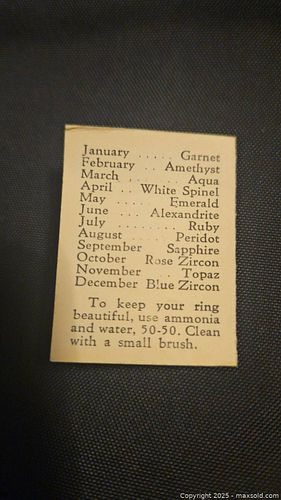 January ..... Garnet
February .. Amethyst
March ...... Aqua
April .. White Spinel
May ..... Emerald
June ... Alexandrite
July ........ Ruby
August ..... Peridot
September Sapphire
October Rose Zircon
November .. Topaz
December Blue Zircon
To keep your ring
beautiful, use ammonia
and water, 50-50. Clean
with a small brush.
Copyright © 2025 - maxsold.com